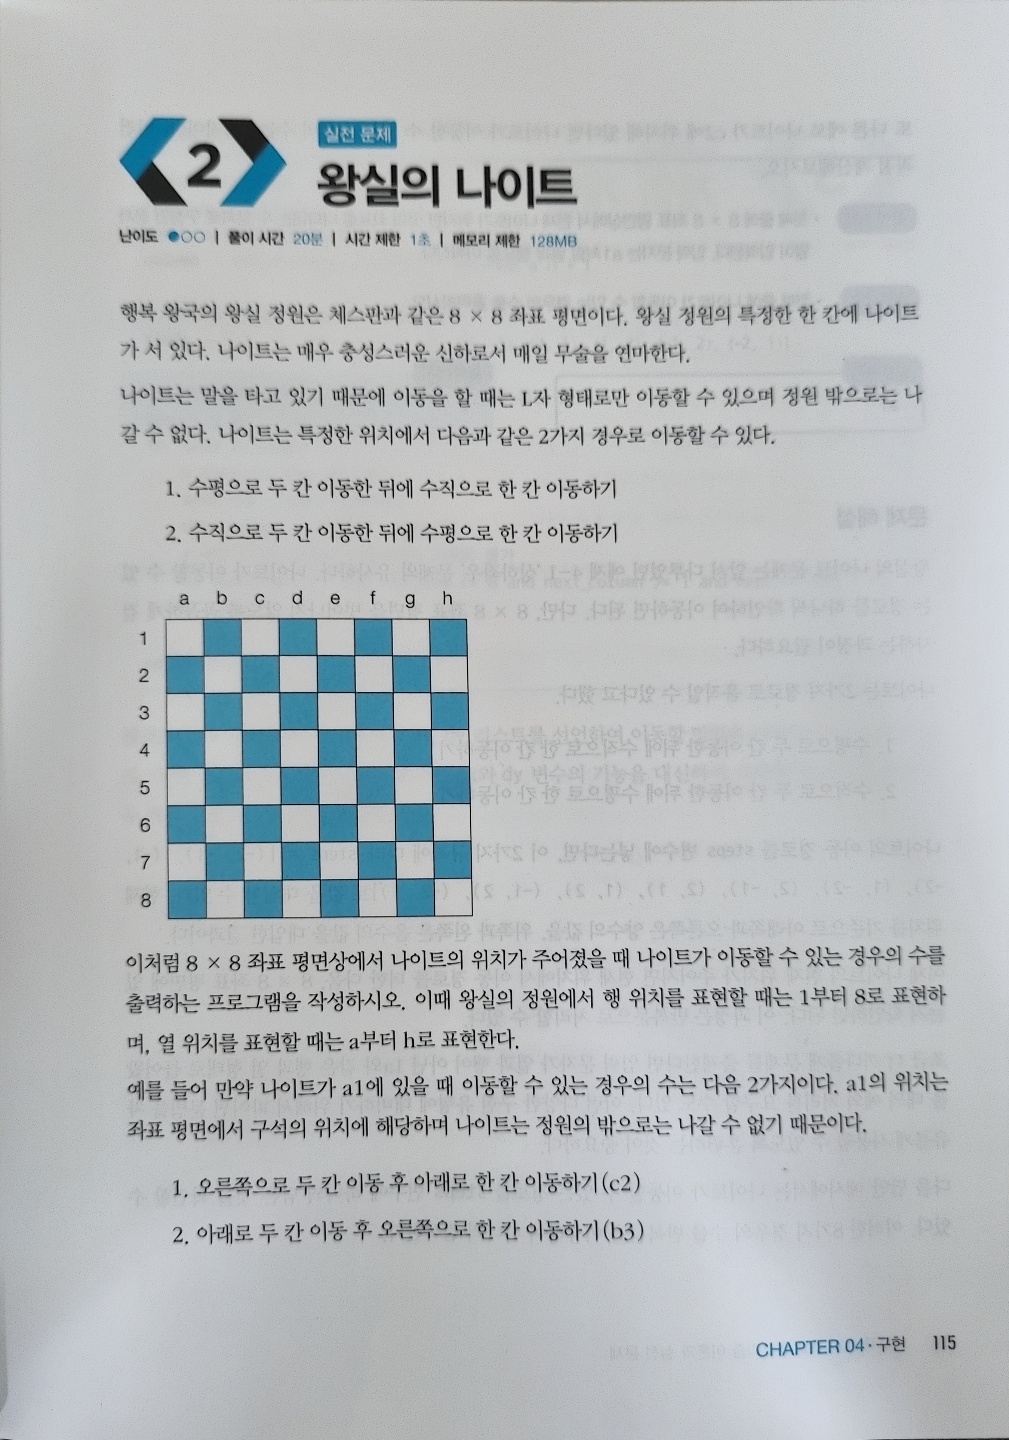 2
실전 문제
왕실의 나이트
난이도 ●○○ | 풀이 시간 20분 | 시간 제한 1초 | 메모리 제한 128MB
행복 왕국의 왕실 정원은 체스판과 같은 8 × 8 좌표 평면이다. 왕실 정원의 특정한 한 칸에 나이트
가 서 있다. 나이트는 매우 충성스러운 신하로서 매일 무술을 연마한다.
나이트는 말을 타고 있기 때문에 이동을 할 때는 L자 형태로만 이동할 수 있으며 정원 밖으로는 나
갈 수 없다. 나이트는 특정한 위치에서 다음과 같은 2가지 경우로 이동할 수 있다.
1. 수평으로 두 칸 이동한 뒤에 수직으로 한 칸 이동하기
2. 수직으로 두 칸 이동한 뒤에 수평으로 한 칸 이동하기
a b c d e f g h
1
2
3
4
5
6
7
8
이처럼 8 × 8 좌표 평면상에서 나이트의 위치가 주어졌을 때 나이트가 이동할 수 있는 경우의 수를
출력하는 프로그램을 작성하시오. 이때 왕실의 정원에서 행 위치를 표현할 때는 1부터 8로 표현하
며, 열 위치를 표현할 때는 a부터 h로 표현한다.
예를 들어 만약 나이트가 a1에 있을 때 이동할 수 있는 경우의 수는 다음 2가지이다. a1의 위치는
좌표 평면에서 구석의 위치에 해당하며 나이트는 정원의 밖으로는 나갈 수 없기 때문이다.
1. 오른쪽으로 두 칸 이동 후 아래로 한 칸 이동하기(c2)
2. 아래로 두 칸 이동 후 오른쪽으로 한 칸 이동하기(b3)
CHAPTER 04 · 구현 115